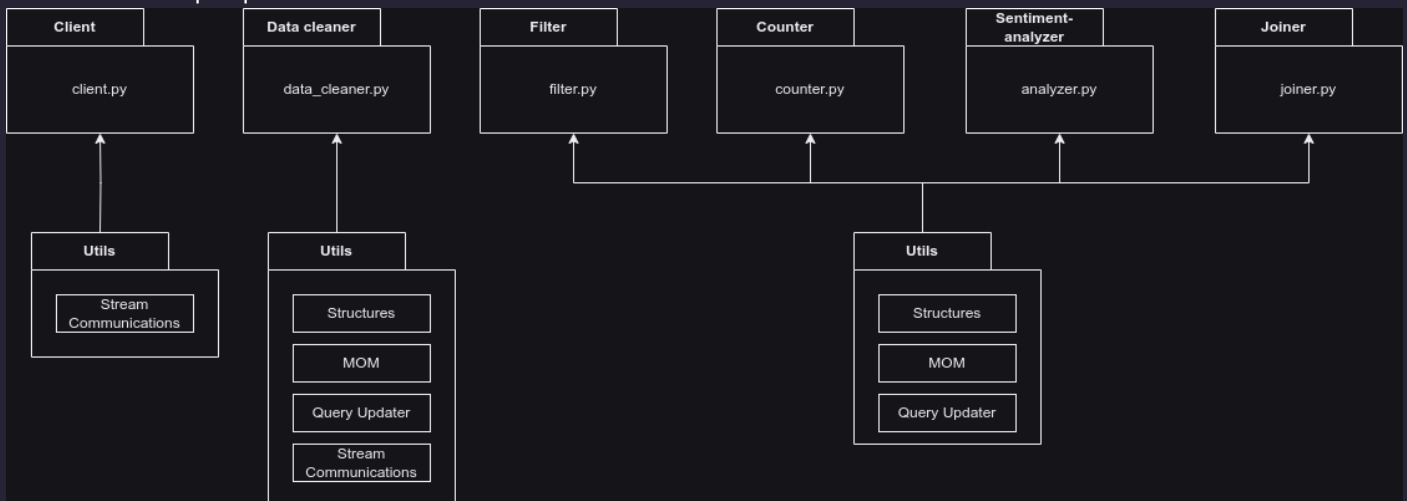 Client
Data cleaner
Filter
Counter
Sentiment-
analyzer
Joiner
client.py
data_cleaner.py
filter.py
counter.py
analyzer.py
joiner.py
Utils
Utils
Utils
Stream
Communications
Structures
MOM
Query Updater
Stream
Communications
Structures
MOM
Query Updater